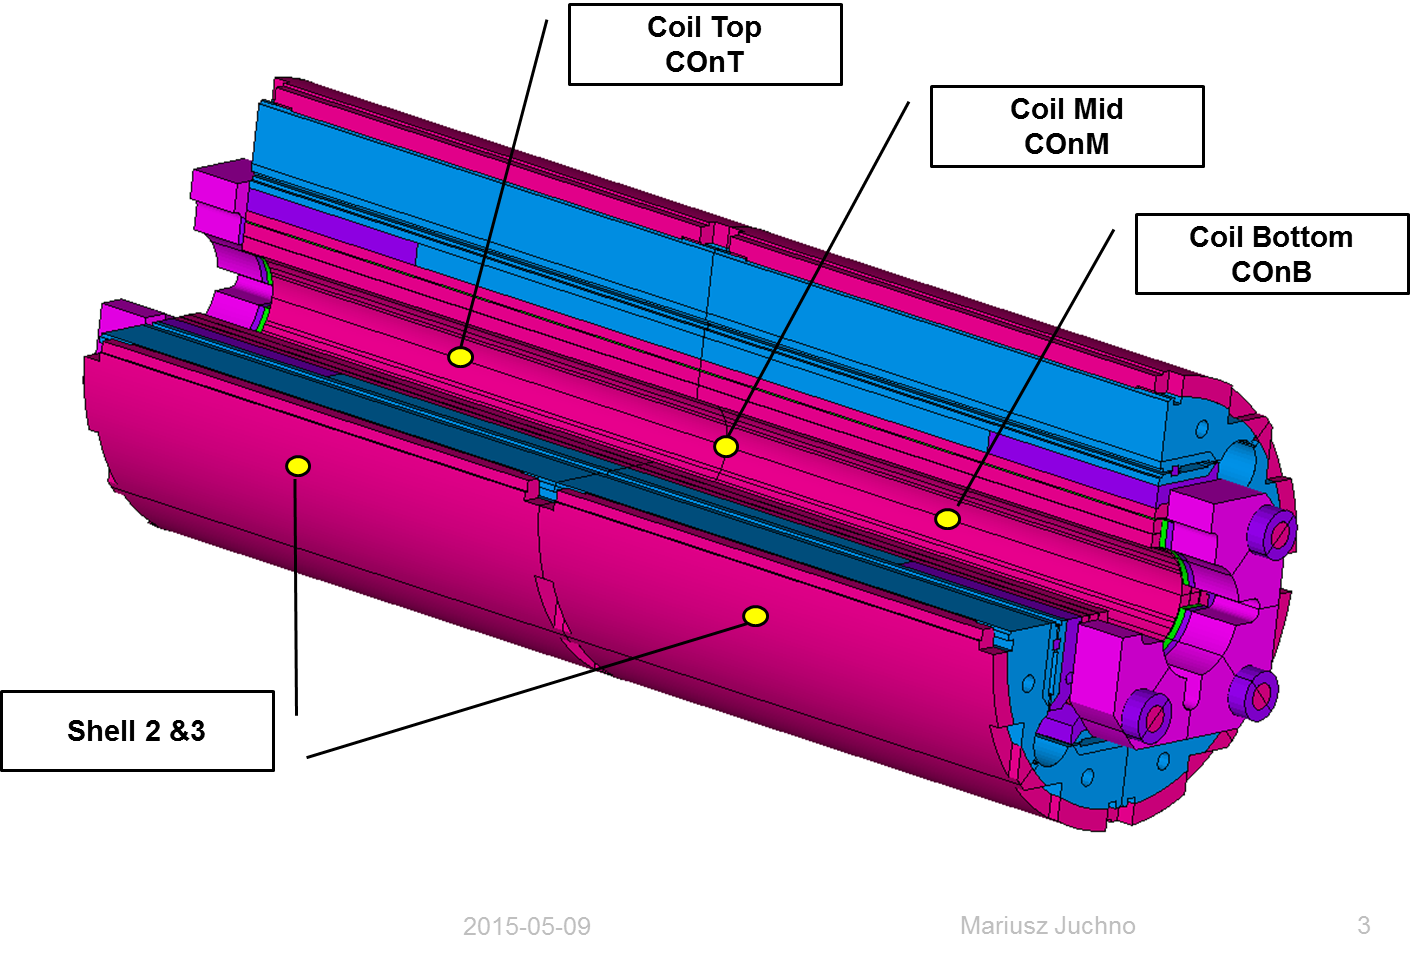 Coil Top
COnT
Coil Mid
COnM
Coil Bottom
COnB
Shell 2 &3
2015-05-09
Mariusz Juchno
3